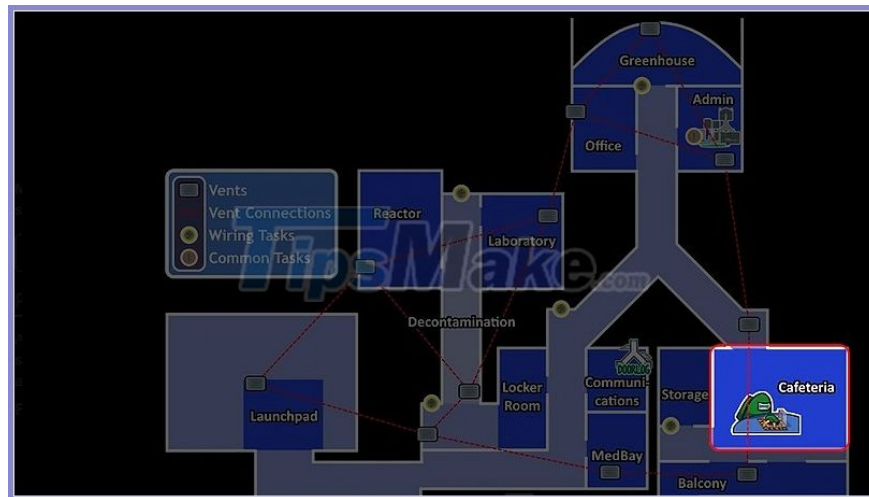 Greenhouse
Admin
Office
Vents
Vent Connections
Wiring Tasks
Common Tasks
Reactor
Laboratory
TipsMake.com
Decontamination
Cafeteria
Locker
Room
Communi-
cations
Storage
Launchpad
MedBay
Balcony